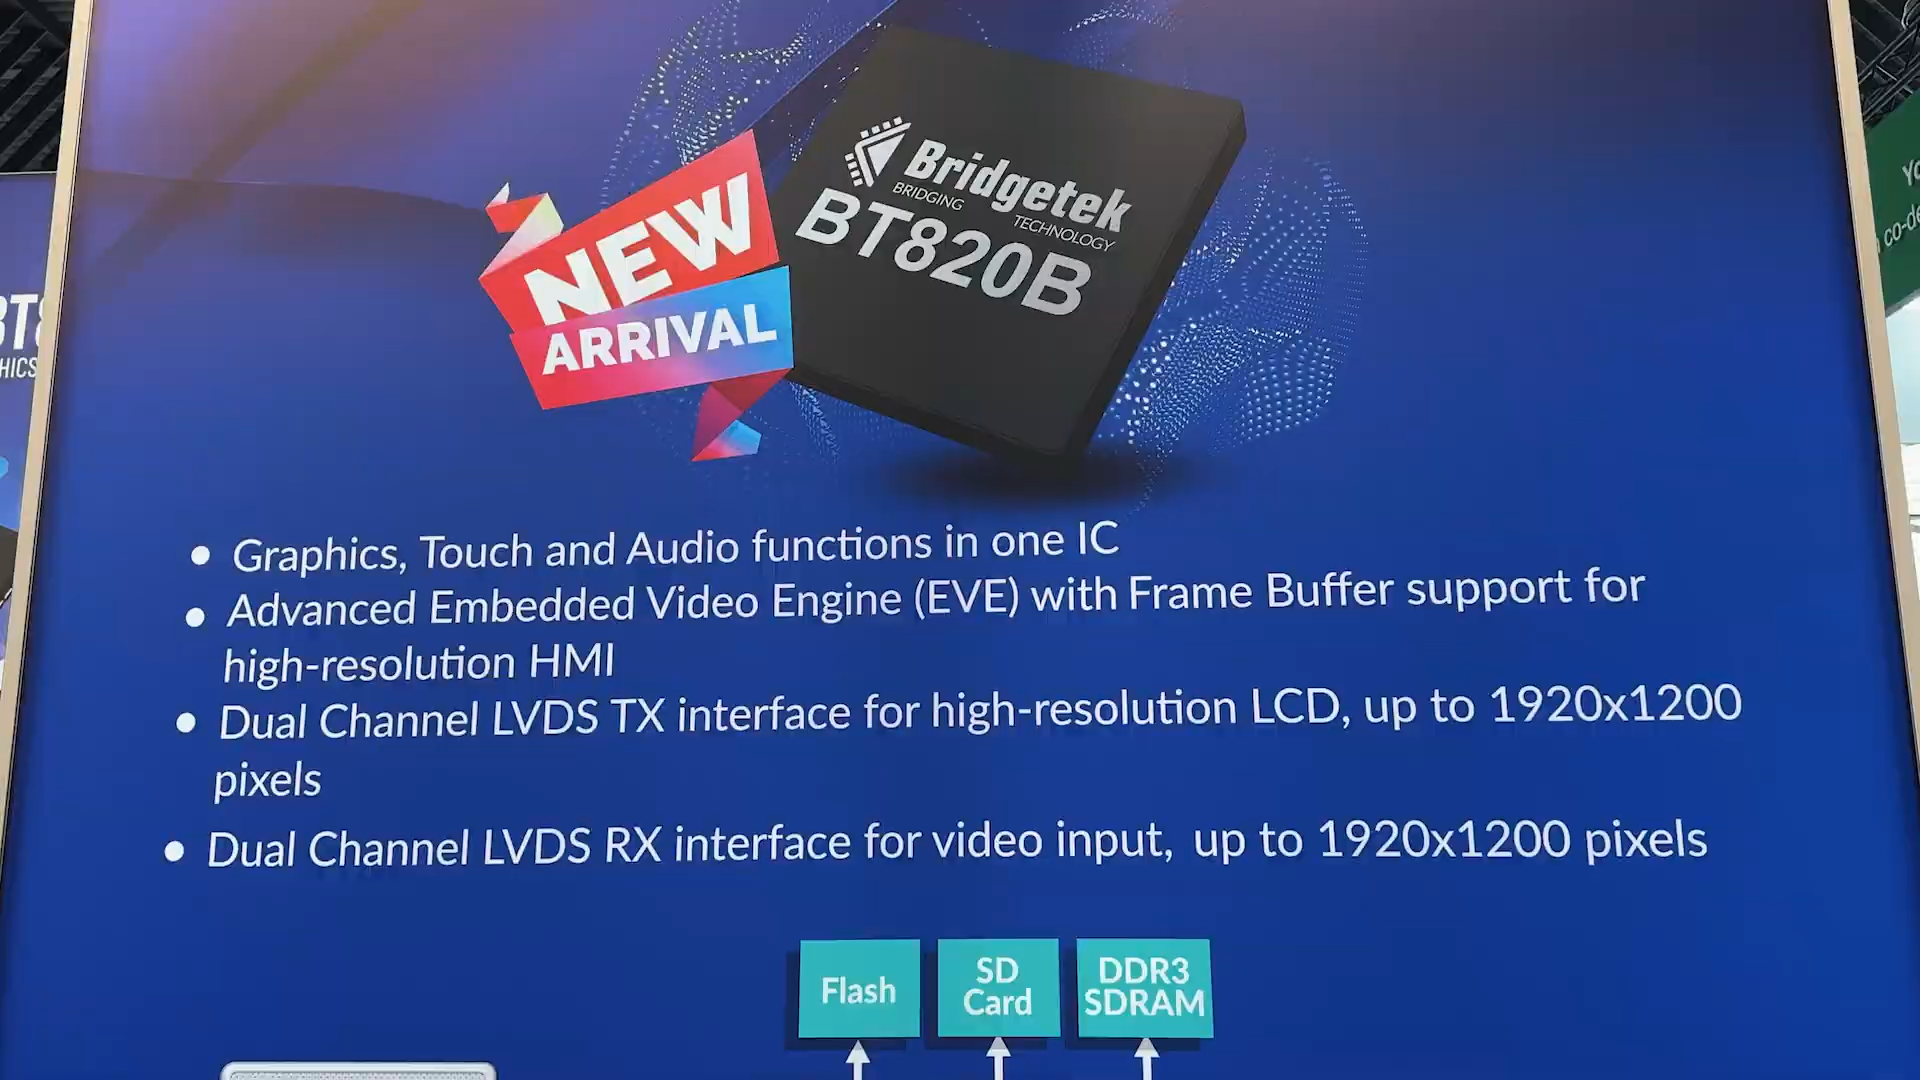 Bridgetek
BRIDGING TECHNOLOGY
BT820B
NEW
ARRIVAL
• Graphics, Touch and Audio functions in one IC
• Advanced Embedded Video Engine (EVE) with Frame Buffer support for
high-resolution HMI
• Dual Channel LVDS TX interface for high-resolution LCD, up to 1920x1200
pixels
• Dual Channel LVDS RX interface for video input, up to 1920x1200 pixels
Flash
SD
Card
DDR3
SDRAM